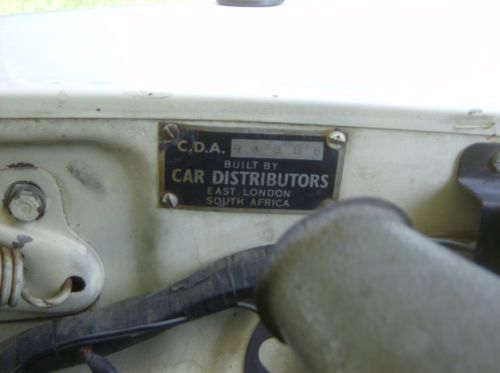 C.D.A.
BUILT BY
CAR DISTRIBUTORS
EAST LONDON
SOUTH AFRICA